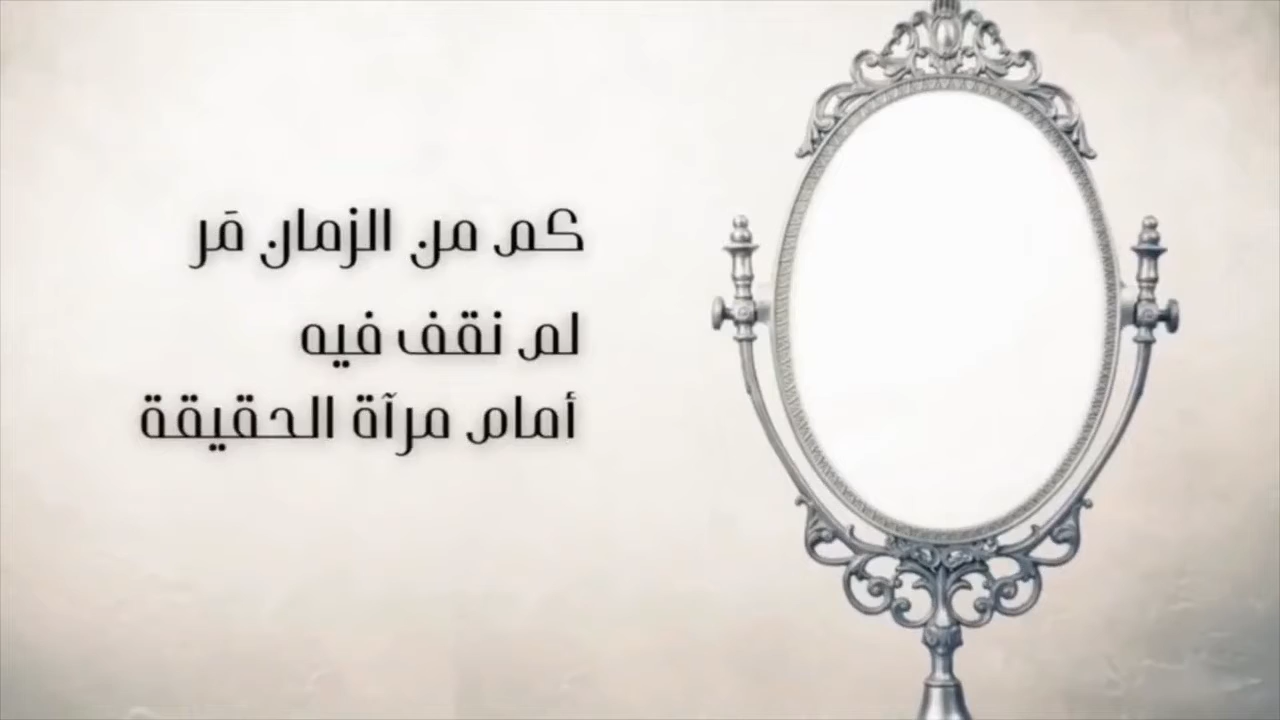 كم من الزمان مَر
لم نقف فيه
أمام مرآة الحقيقة